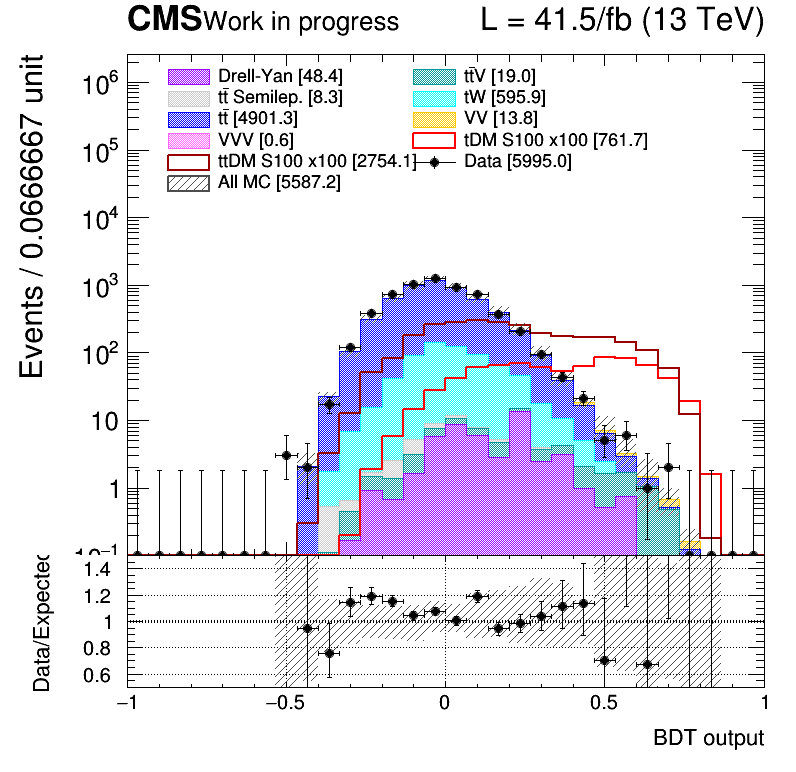 CMS Work in progress L = 41.5/fb (13 TeV)
Events / 0.0666667 unit
Drell-Yan [48.4] tt̄V [19.0]
tt̄ Semilep. [8.3] tW [595.9]
tt̄ [4901.3] VV [13.8]
VVV [0.6] tDM S100 x100 [761.7]
ttDM S100 x100 [2754.1] Data [5995.0]
All MC [5587.2]
10⁶
10⁵
10⁴
10³
10²
10
1
10⁻¹
Data/Expected
1.4
1.2
1
0.8
0.6
−1 −0.5 0 0.5 1
BDT output